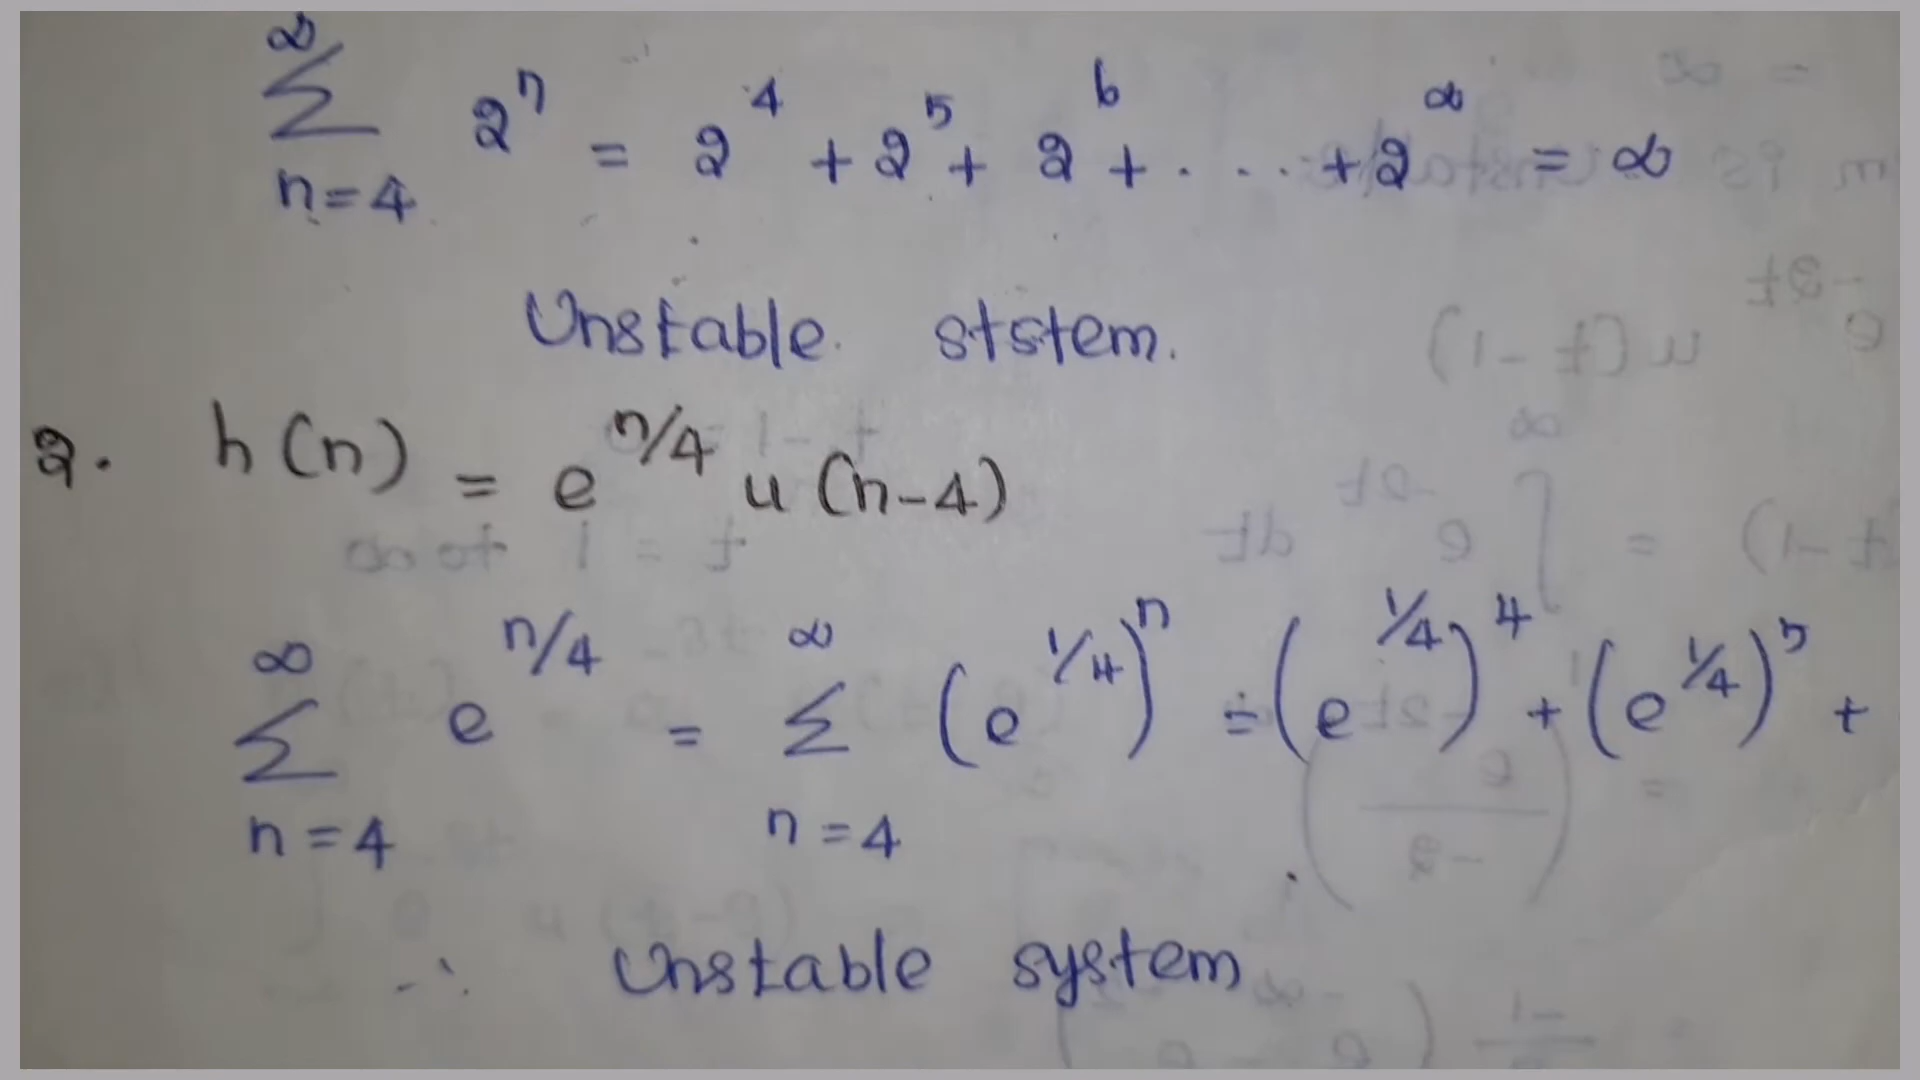 ∞
∑ 2ⁿ = 2⁴ + 2⁵ + 2⁶ + . . . . + 2^∞ = ∞
n=4
Unstable ststem.
2. h(n) = e^n/4 u(n-4)
∞ ∞
∑ e^n/4 = ∑ (e^1/4)ⁿ = (e^1/4)⁴ + (e^1/4)⁵ +
n=4 n=4
∴ Unstable system